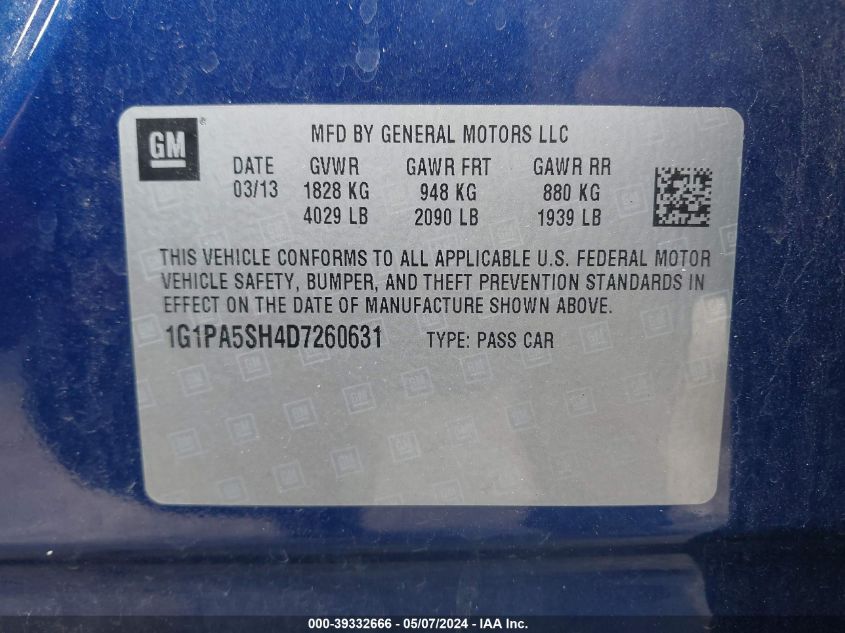 GM
MFD BY GENERAL MOTORS LLC
DATE GVWR GAWR FRT GAWR RR
03/13 1828 KG 948 KG 880 KG
4029 LB 2090 LB 1939 LB
THIS VEHICLE CONFORMS TO ALL APPLICABLE U.S. FEDERAL MOTOR
VEHICLE SAFETY, BUMPER, AND THEFT PREVENTION STANDARDS IN
EFFECT ON THE DATE OF MANUFACTURE SHOWN ABOVE.
1G1PA5SH4D7260631 TYPE: PASS CAR
000-39332666 - 05/07/2024 - IAA Inc.